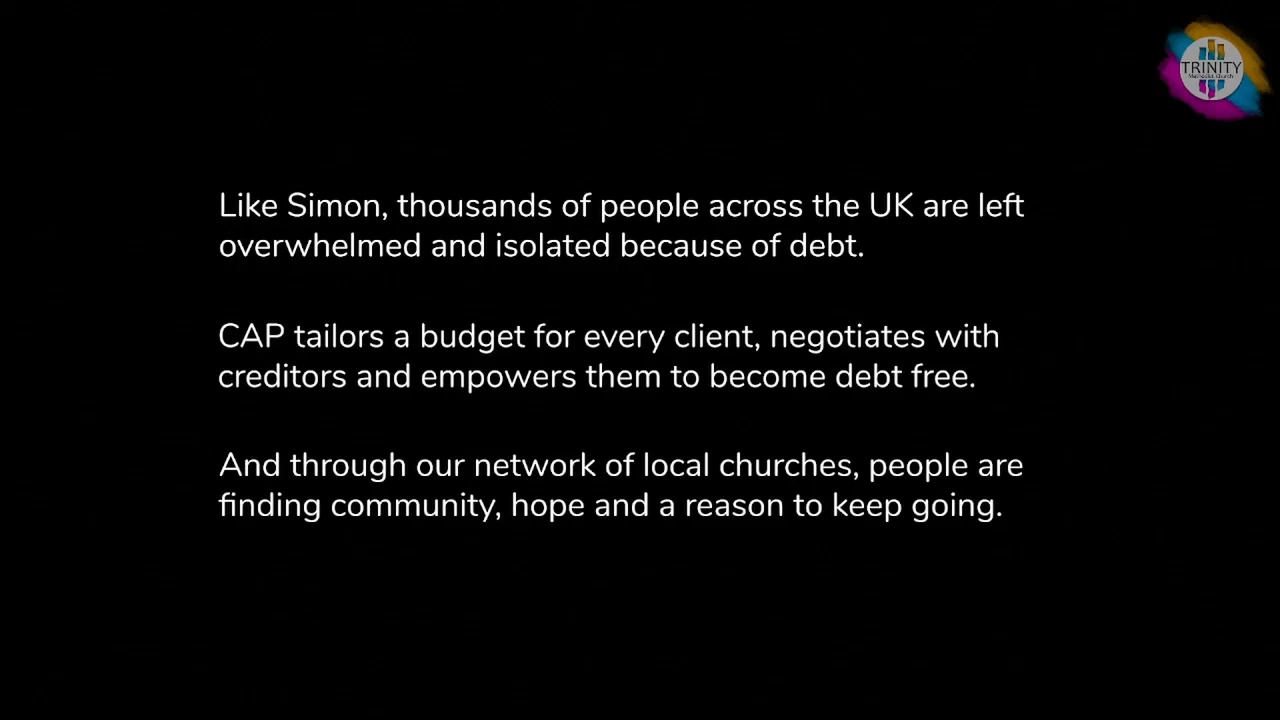 TRINITY
Methodist Church
Like Simon, thousands of people across the UK are left
overwhelmed and isolated because of debt.
CAP tailors a budget for every client, negotiates with
creditors and empowers them to become debt free.
And through our network of local churches, people are
finding community, hope and a reason to keep going.